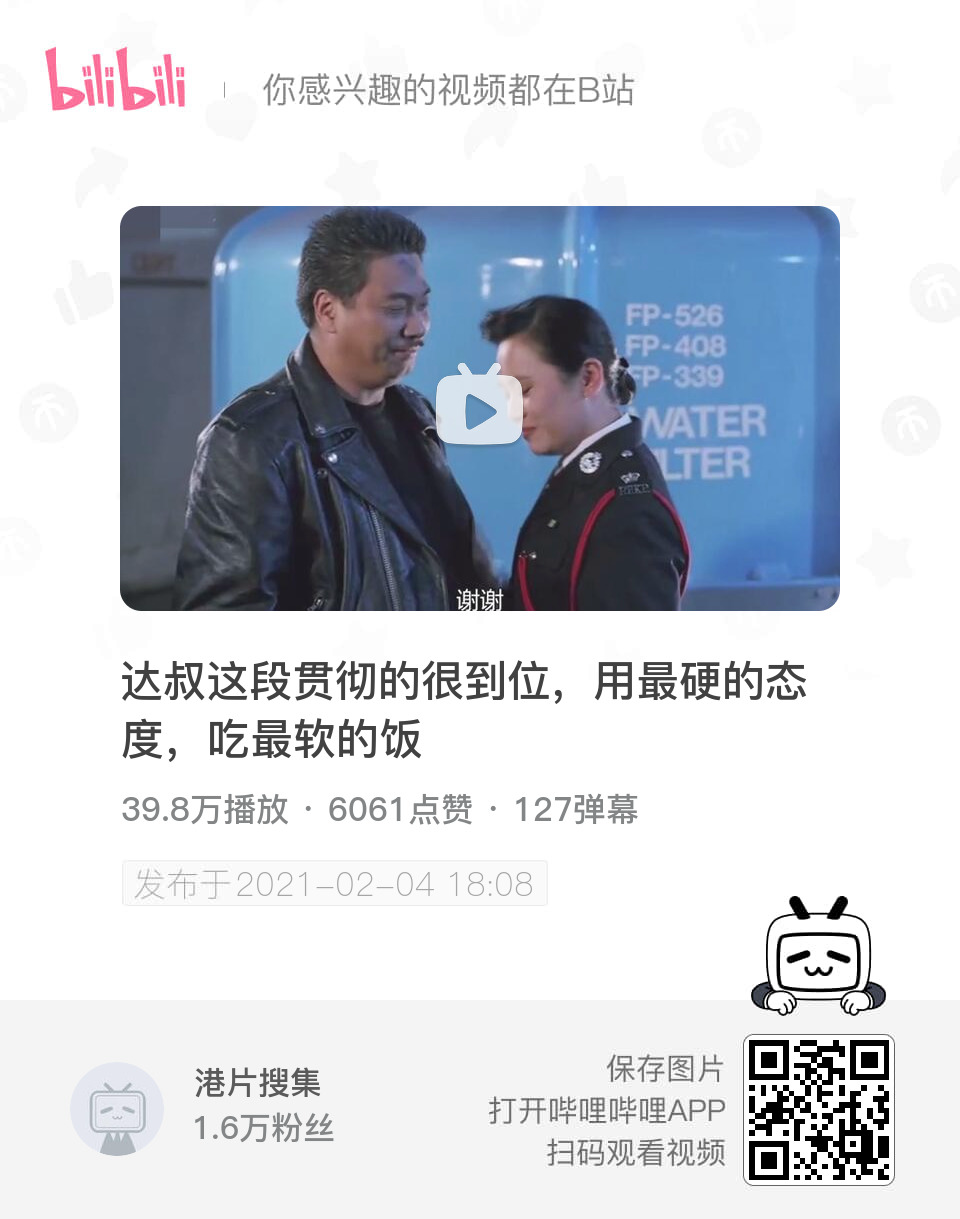 bilibili
你感兴趣的视频都在B站
FP-526
FP-408
FP-339
WATER
谢谢
达叔这段贯彻的很到位，用最硬的态
度，吃最软的饭
39.8万播放 · 6061点赞 · 127弹幕
发布于2021-02-04 18:08
港片搜集
1.6万粉丝
保存图片
打开哔哩哔哩APP
扫码观看视频